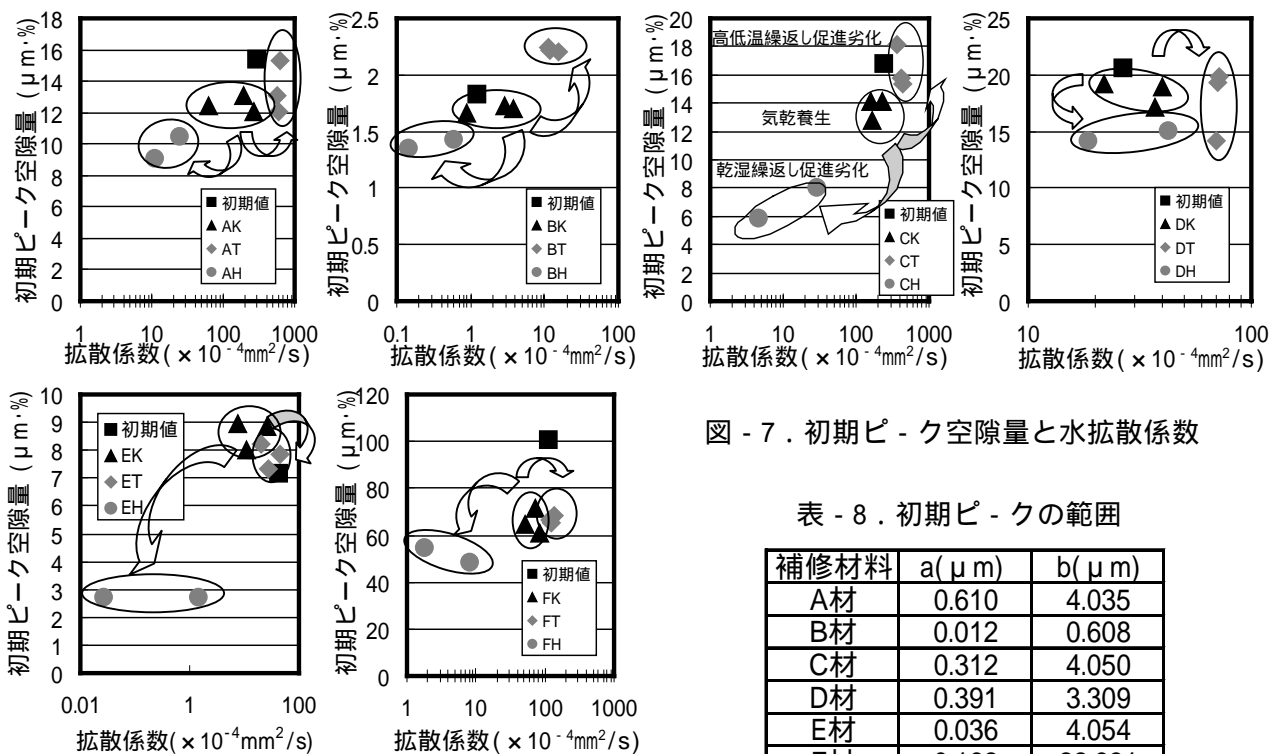 初期ピーク空隙量(μm·%)
18
16
14
12
10
8
6
4
2
0
1 10 100 1000
拡散係数(×10⁻⁴mm²/s)
■初期値
▲AK
◆AT
●AH
初期ピーク空隙量(μm·%)
2.5
2
1.5
1
0.5
0
0.1 1 10 100
拡散係数(×10⁻⁴mm²/s)
■初期値
▲BK
◆BT
●BH
初期ピーク空隙量(μm·%)
20
18
16
14
12
10
8
6
4
2
0
1 10 100 1000
拡散係数(×10⁻⁴mm²/s)
高低温繰返し促進劣化
気乾養生
乾湿繰返し促進劣化
■初期値
▲CK
◆CT
●CH
初期ピーク空隙量(μm·%)
25
20
15
10
5
0
10 100
拡散係数(×10⁻⁴mm²/s)
■初期値
▲DK
◆DT
●DH
初期ピーク空隙量(μm·%)
10
9
8
7
6
5
4
3
2
1
0
0.01 1 100
拡散係数(×10⁻⁴mm²/s)
■初期値
▲EK
◆ET
●EH
初期ピーク空隙量(μm·%)
120
100
80
60
40
20
0
1 10 100 1000
拡散係数(×10⁻⁴mm²/s)
■初期値
▲FK
◆FT
●FH
図-7.初期ピ-ク空隙量と水拡散係数
表-8.初期ピ-クの範囲
補修材料 a(μm) b(μm)
A材 0.610 4.035
B材 0.012 0.608
C材 0.312 4.050
D材 0.391 3.309
E材 0.036 4.054